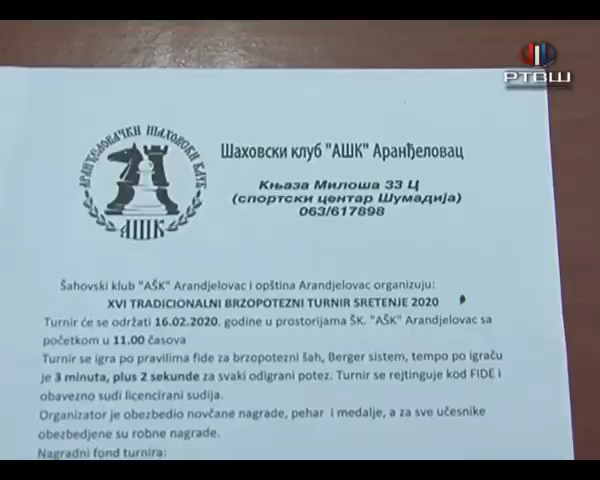 РТВШ
АРАНЂЕЛОВАЧКИ ШАХОВСКИ КЛУБ
АШК
Шаховски клуб "АШК" Аранђеловац
Књаза Милоша 33 Ц
(спортски центар Шумадија)
063/617898
Šahovski klub "AŠK" Arandjelovac i opština Arandjelovac organizuju:
XVI TRADICIONALNI BRZOPOTEZNI TURNIR SRETENJE 2020
Turnir će se održati 16.02.2020. godine u prostorijama ŠK. "AŠK" Arandjelovac sa
početkom u 11.00 časova
Turnir se igra po pravilima fide za brzopotezni šah, Berger sistem, tempo po igraču
je 3 minuta, plus 2 sekunde za svaki odigrani potez. Turnir se rejtinguje kod FIDE i
obavezno sudi licencirani sudija.
Organizator je obezbedio novčane nagrade, pehar i medalje, a za sve učesnike
obezbedjene su robne nagrade.
Nagradni fond turnira: